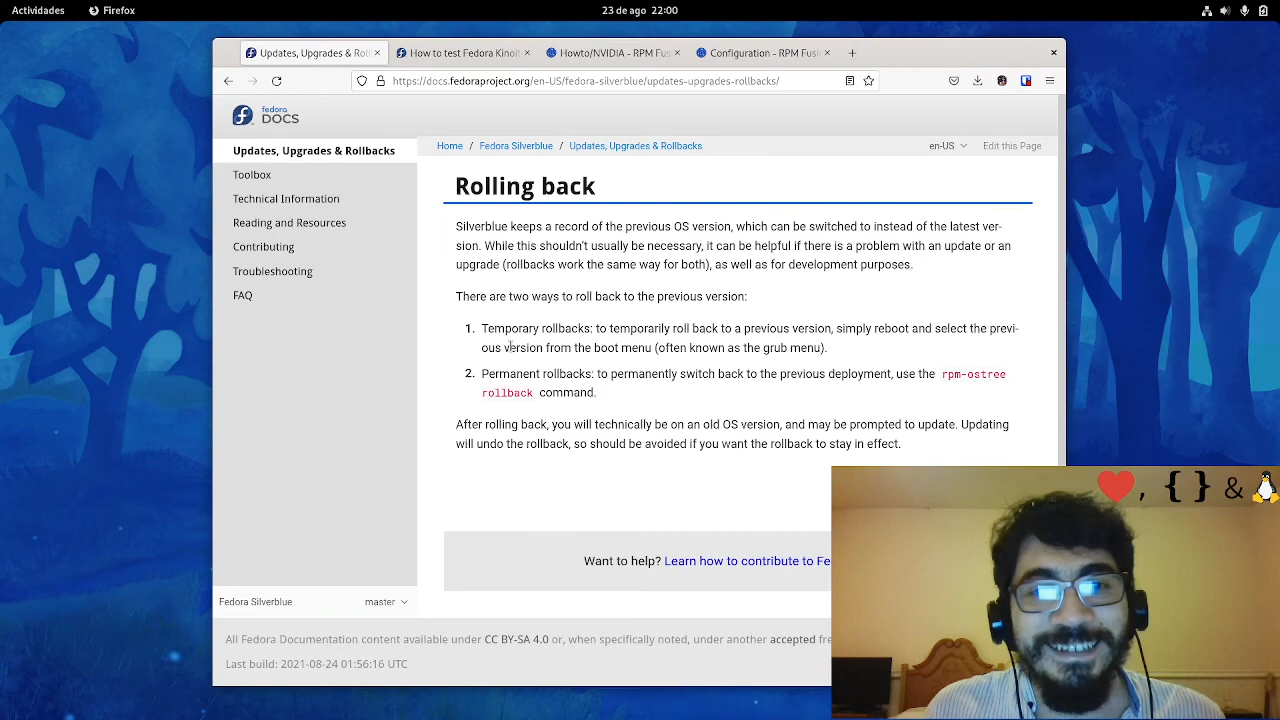 Actividades
Firefox
23 de ago 22:00
Updates, Upgrades & Roll
How to test Fedora Kinoit
Howto/NVIDIA - RPM Fus
Configuration - RPM Fusi
https://docs.fedoraproject.org/en-US/fedora-silverblue/updates-upgrades-rollbacks/
fedora
DOCS
Updates, Upgrades & Rollbacks
Toolbox
Technical Information
Reading and Resources
Contributing
Troubleshooting
FAQ
Fedora Silverblue
master
Home / Fedora Silverblue / Updates, Upgrades & Rollbacks
en-US
Edit this Page
Rolling back
Silverblue keeps a record of the previous OS version, which can be switched to instead of the latest ver-
sion. While this shouldn't usually be necessary, it can be helpful if there is a problem with an update or an
upgrade (rollbacks work the same way for both), as well as for development purposes.
There are two ways to roll back to the previous version:
1. Temporary rollbacks: to temporarily roll back to a previous version, simply reboot and select the previ-
ous version from the boot menu (often known as the grub menu).
2. Permanent rollbacks: to permanently switch back to the previous deployment, use the rpm-ostree
rollback command.
After rolling back, you will technically be on an old OS version, and may be prompted to update. Updating
will undo the rollback, so should be avoided if you want the rollback to stay in effect.
Want to help? Learn how to contribute to Fe
All Fedora Documentation content available under CC BY-SA 4.0 or, when specifically noted, under another accepted fre
Last build: 2021-08-24 01:56:16 UTC
, { } &